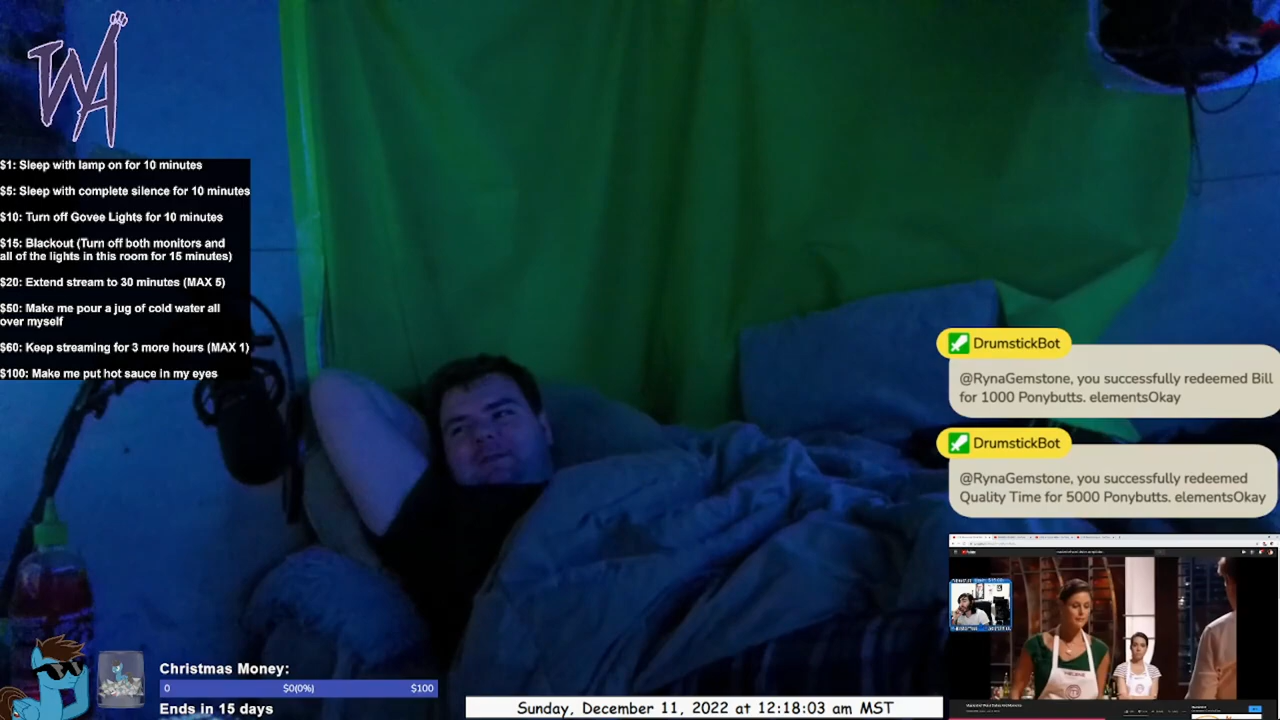 TWA
$1: Sleep with lamp on for 10 minutes
$5: Sleep with complete silence for 10 minutes
$10: Turn off Govee Lights for 10 minutes
$15: Blackout (Turn off both monitors and
all of the lights in this room for 15 minutes)
$20: Extend stream to 30 minutes (MAX 5)
$50: Make me pour a jug of cold water all
over myself
$60: Keep streaming for 3 more hours (MAX 1)
$100: Make me put hot sauce in my eyes
DrumstickBot
@RynaGemstone, you successfully redeemed Bill
for 1000 Ponybutts. elementsOkay
DrumstickBot
@RynaGemstone, you successfully redeemed
Quality Time for 5000 Ponybutts. elementsOkay
Christmas Money:
0 $0(0%) $100
Ends in 15 days
Sunday, December 11, 2022 at 12:18:03 am MST